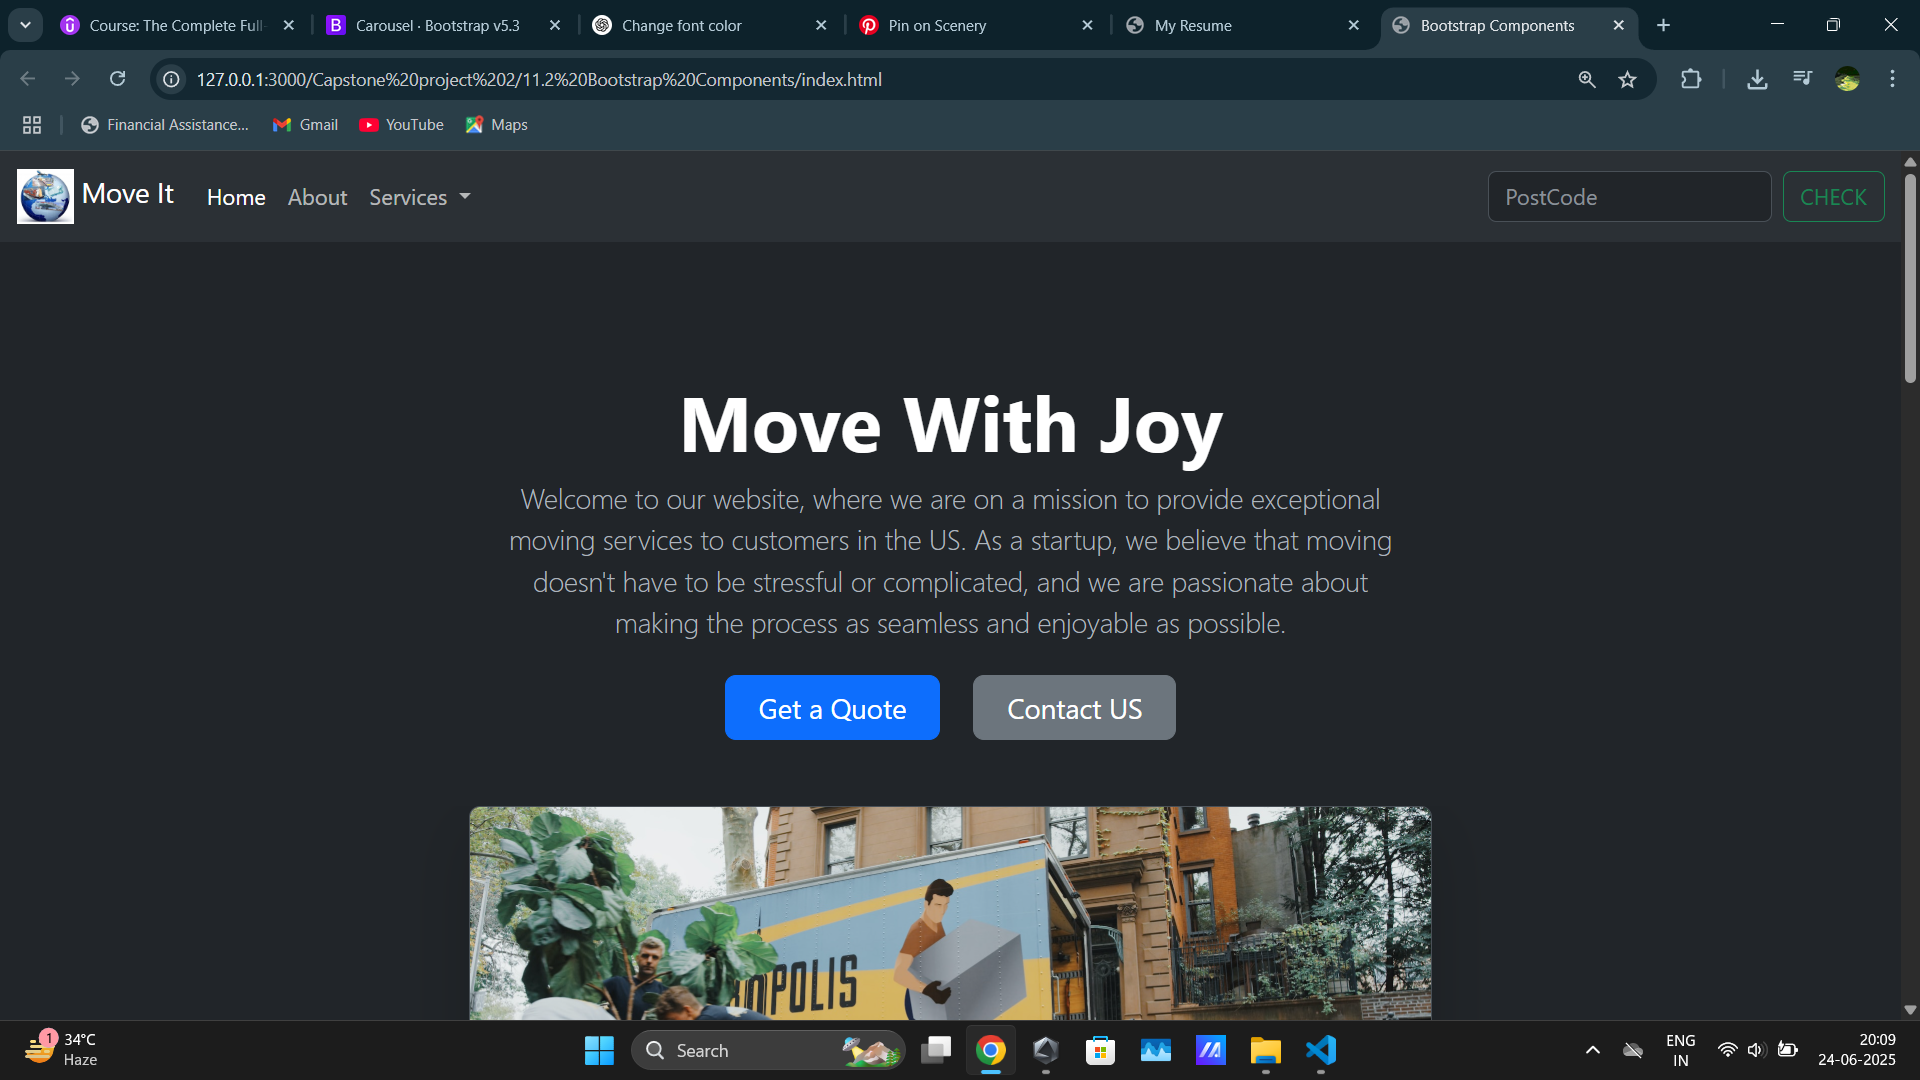 Course: The Complete Full-
Carousel · Bootstrap v5.3
Change font color
Pin on Scenery
My Resume
Bootstrap Components
127.0.0.1:3000/Capstone%20project%202/11.2%20Bootstrap%20Components/index.html
Financial Assistance...
Gmail
YouTube
Maps
Move It
Home
About
Services
PostCode
CHECK
Move With Joy
Welcome to our website, where we are on a mission to provide exceptional
moving services to customers in the US. As a startup, we believe that moving
doesn't have to be stressful or complicated, and we are passionate about
making the process as seamless and enjoyable as possible.
Get a Quote
Contact US
1
34°C
Haze
Search
ENG
IN
20:09
24-06-2025